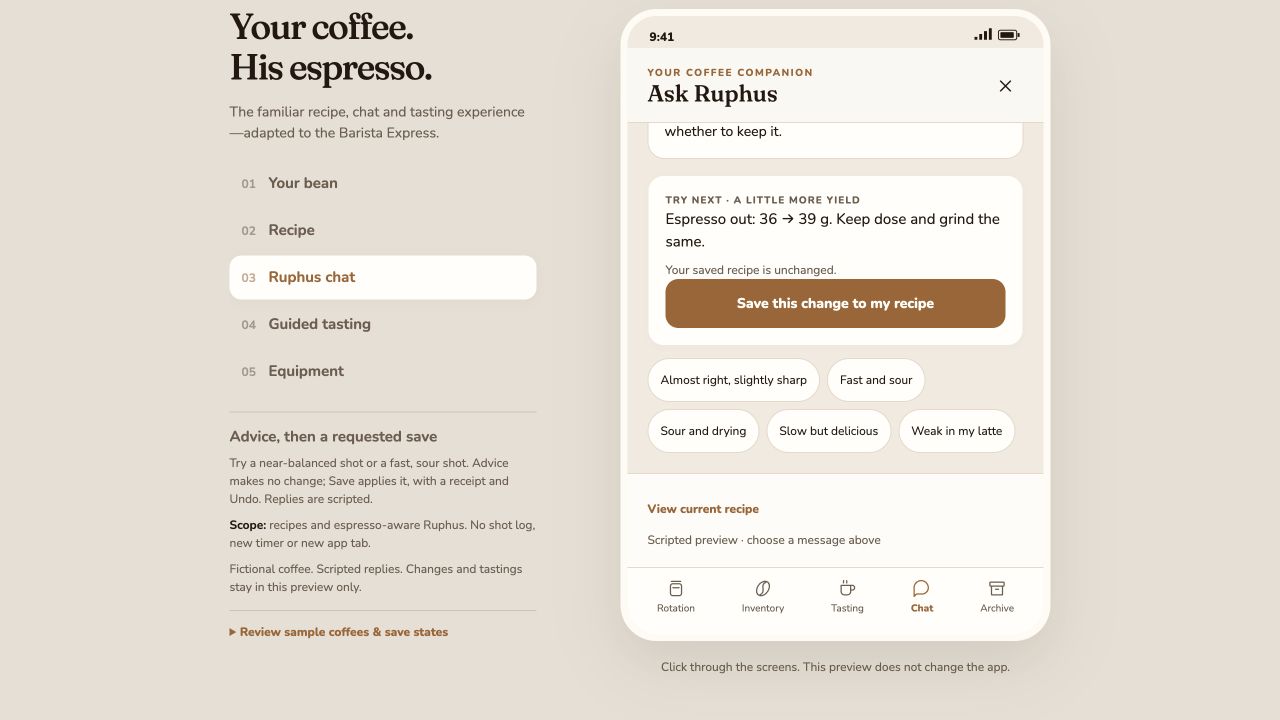 Your coffee.
His espresso.
The familiar recipe, chat and tasting experience
—adapted to the Barista Express.
01 Your bean
02 Recipe
03 Ruphus chat
04 Guided tasting
05 Equipment
Advice, then a requested save
Try a near-balanced shot or a fast, sour shot. Advice
makes no change; Save applies it, with a receipt and
Undo. Replies are scripted.
Scope: recipes and espresso-aware Ruphus. No shot log,
new timer or new app tab.
Fictional coffee. Scripted replies. Changes and tastings
stay in this preview only.
Review sample coffees & save states
9:41
YOUR COFFEE COMPANION
Ask Ruphus
whether to keep it.
TRY NEXT · A LITTLE MORE YIELD
Espresso out: 36 → 39 g. Keep dose and grind the
same.
Your saved recipe is unchanged.
Save this change to my recipe
Almost right, slightly sharp
Fast and sour
Sour and drying
Slow but delicious
Weak in my latte
View current recipe
Scripted preview · choose a message above
Rotation
Inventory
Tasting
Chat
Archive
Click through the screens. This preview does not change the app.